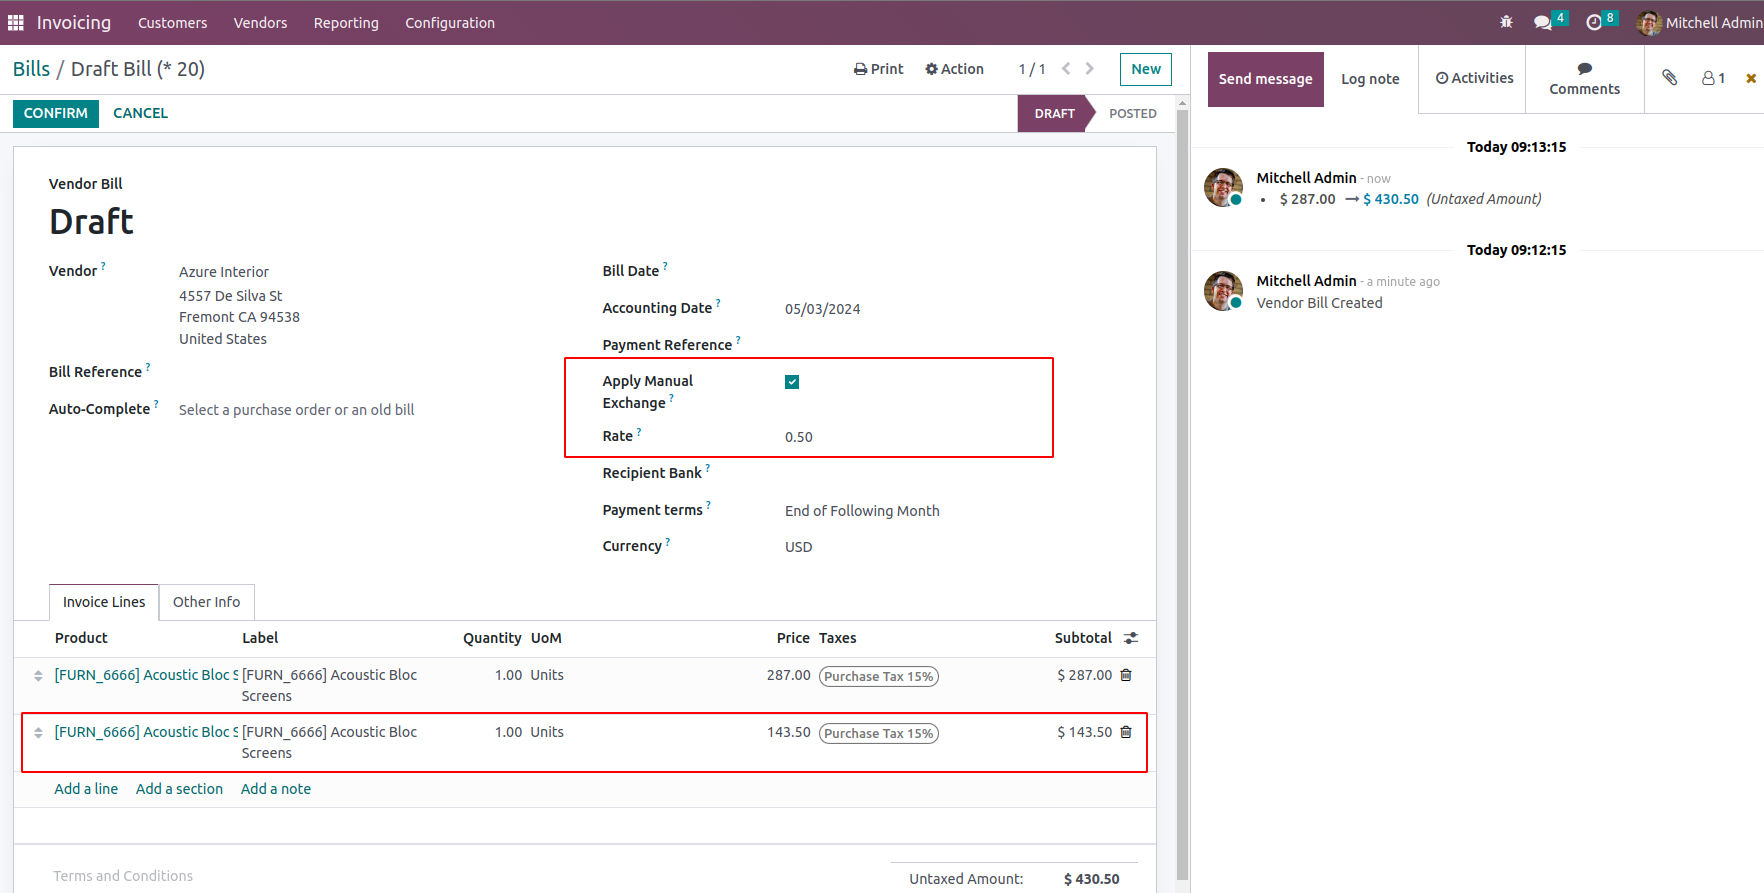 Invoicing Customers Vendors Reporting Configuration 4 8 Mitchell Admin
Bills / Draft Bill (* 20) Print Action 1 / 1 New
CONFIRM CANCEL DRAFT POSTED
Vendor Bill
Draft
Vendor ? Azure Interior
4557 De Silva St
Fremont CA 94538
United States
Bill Reference ?
Auto-Complete ? Select a purchase order or an old bill
Bill Date ?
Accounting Date ? 05/03/2024
Payment Reference ?
Apply Manual
Exchange ?
Rate ? 0.50
Recipient Bank ?
Payment terms ? End of Following Month
Currency ? USD
Invoice Lines Other Info
Product Label Quantity UoM Price Taxes Subtotal
[FURN_6666] Acoustic Bloc S [FURN_6666] Acoustic Bloc 1.00 Units 287.00 Purchase Tax 15% $ 287.00
Screens
[FURN_6666] Acoustic Bloc S [FURN_6666] Acoustic Bloc 1.00 Units 143.50 Purchase Tax 15% $ 143.50
Screens
Add a line Add a section Add a note
Terms and Conditions
Untaxed Amount: $ 430.50
Send message Log note Activities Comments 1
Today 09:13:15
Mitchell Admin - now
• $ 287.00 → $ 430.50 (Untaxed Amount)
Today 09:12:15
Mitchell Admin - a minute ago
Vendor Bill Created